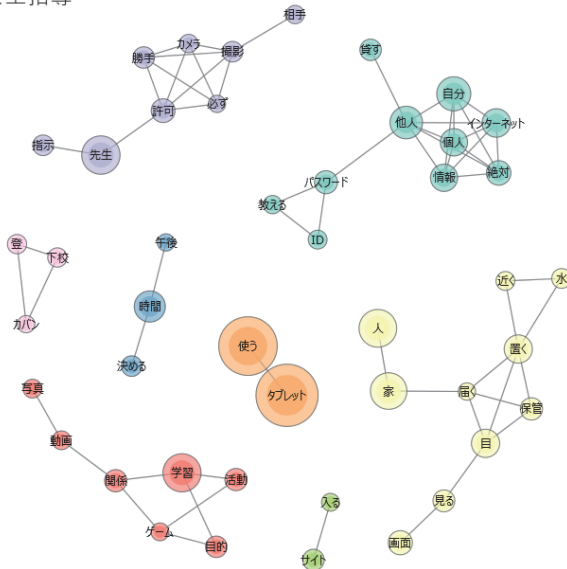 相手
カメラ
勝手
撮影
許可
必ず
指示
先生
貸す
自分
他人
インターネット
個人
情報
絶対
パスワード
教える
ID
登
下校
カバン
午後
時間
決める
使う
タブレット
近く
水
人
置く
家
届く
保管
目
見る
画面
写真
動画
関係
学習
活動
ゲーム
目的
入る
サイト